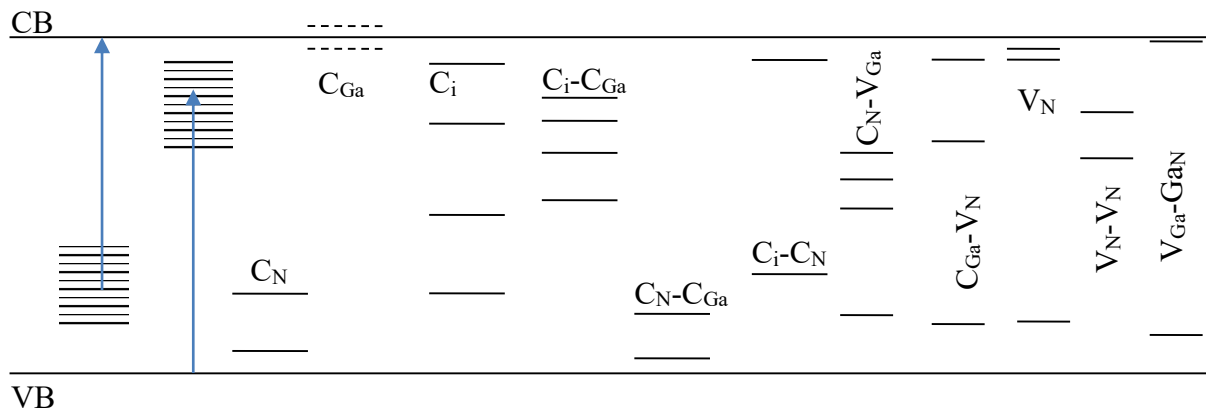 CB
C_Ga
C_i
C_i-C_Ga
C_N-V_Ga
V_N
C_N
C_N-C_Ga
C_i-C_N
C_Ga-V_N
V_N-V_N
V_Ga-Ga_N
VB